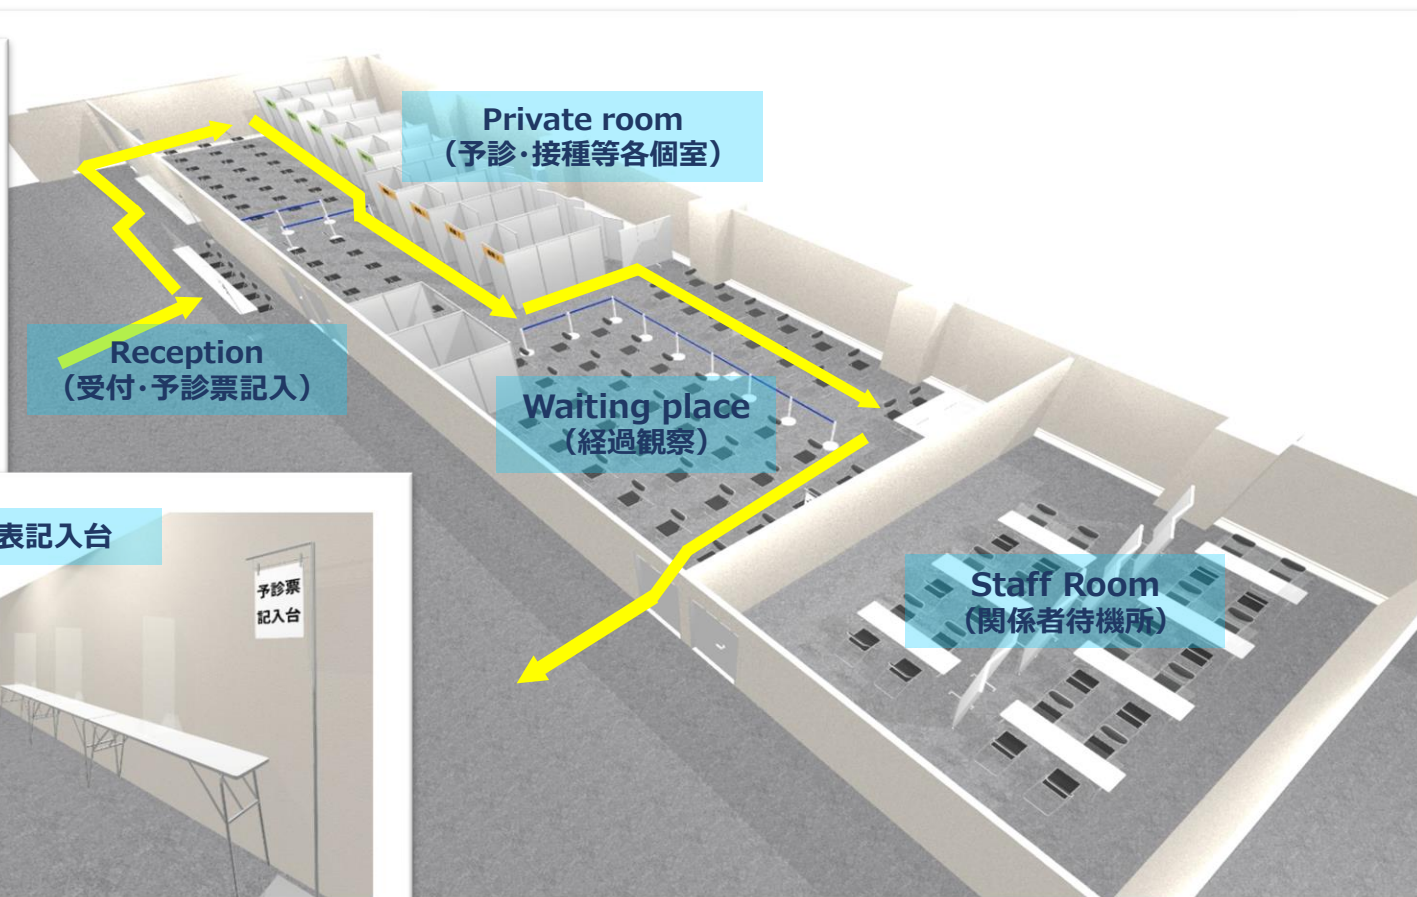 Private room
（予診・接種等各個室）
Reception
（受付・予診票記入）
Waiting place
（経過観察）
Staff Room
（関係者待機所）
表記入台
予診票
記入台